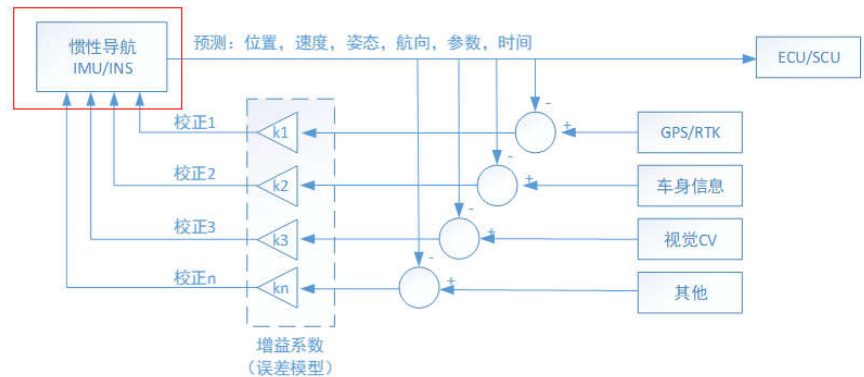 惯性导航
IMU/INS
预测：位置，速度，姿态，航向，参数，时间
ECU/SCU
-
校正1
k1
+
GPS/RTK
-
校正2
k2
+
车身信息
-
校正3
k3
+
视觉CV
-
校正n
kn
+
其他
增益系数
（误差模型）